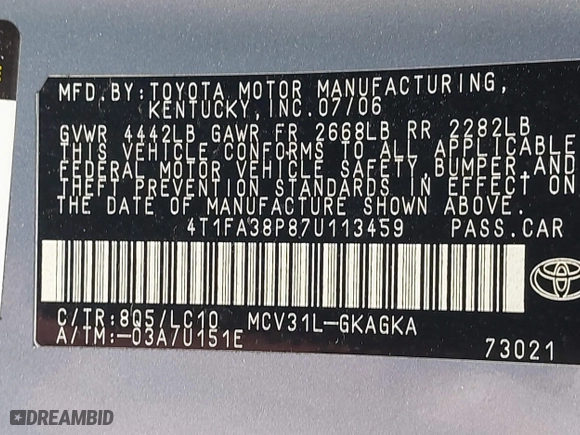 MFD.BY:TOYOTA MOTOR MANUFACTURING,
KENTUCKY,INC.07/06
GVWR 4442LB GAWR FR 2668LB RR 2282LB
THIS VEHICLE CONFORMS TO ALL APPLICABLE
FEDERAL MOTOR VEHICLE SAFETY,BUMPER,AND
THEFT PREVENTION STANDARDS IN EFFECT ON
THE DATE OF MANUFACTURE SHOWN ABOVE.
4T1FA38P87U113459 PASS.CAR
C/TR:8Q5/LC10 MCV31L-GKAGKA
A/TM:-03A/U151E 73021
DREAMBID